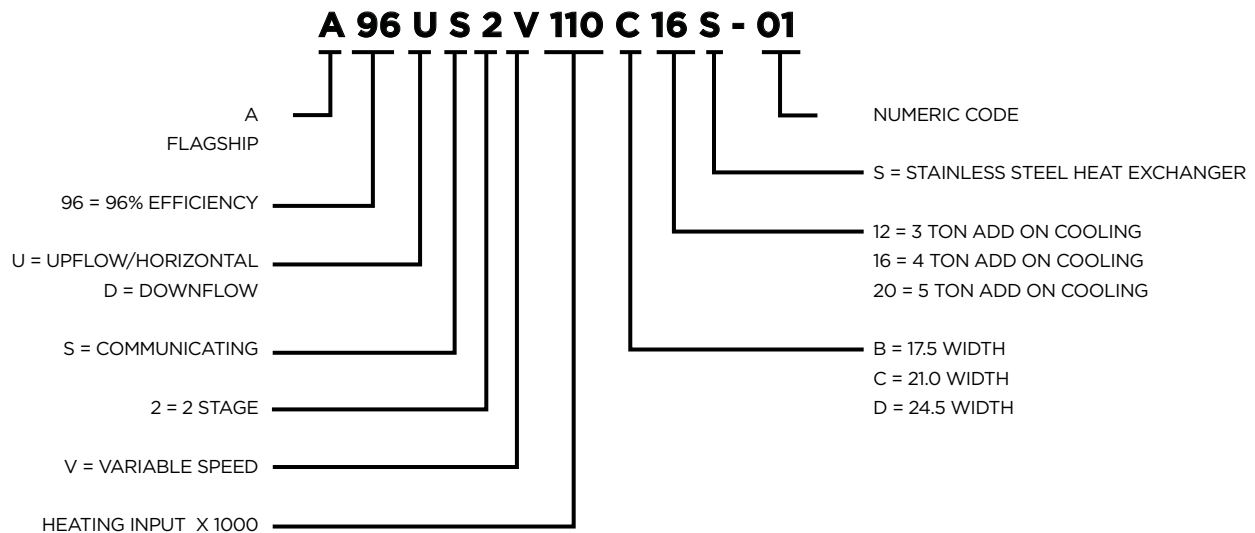 A 96 U S 2 V 110 C 16 S - 01
A
FLAGSHIP
96 = 96% EFFICIENCY
U = UPFLOW/HORIZONTAL
D = DOWNFLOW
S = COMMUNICATING
2 = 2 STAGE
V = VARIABLE SPEED
HEATING INPUT X 1000
NUMERIC CODE
S = STAINLESS STEEL HEAT EXCHANGER
12 = 3 TON ADD ON COOLING
16 = 4 TON ADD ON COOLING
20 = 5 TON ADD ON COOLING
B = 17.5 WIDTH
C = 21.0 WIDTH
D = 24.5 WIDTH